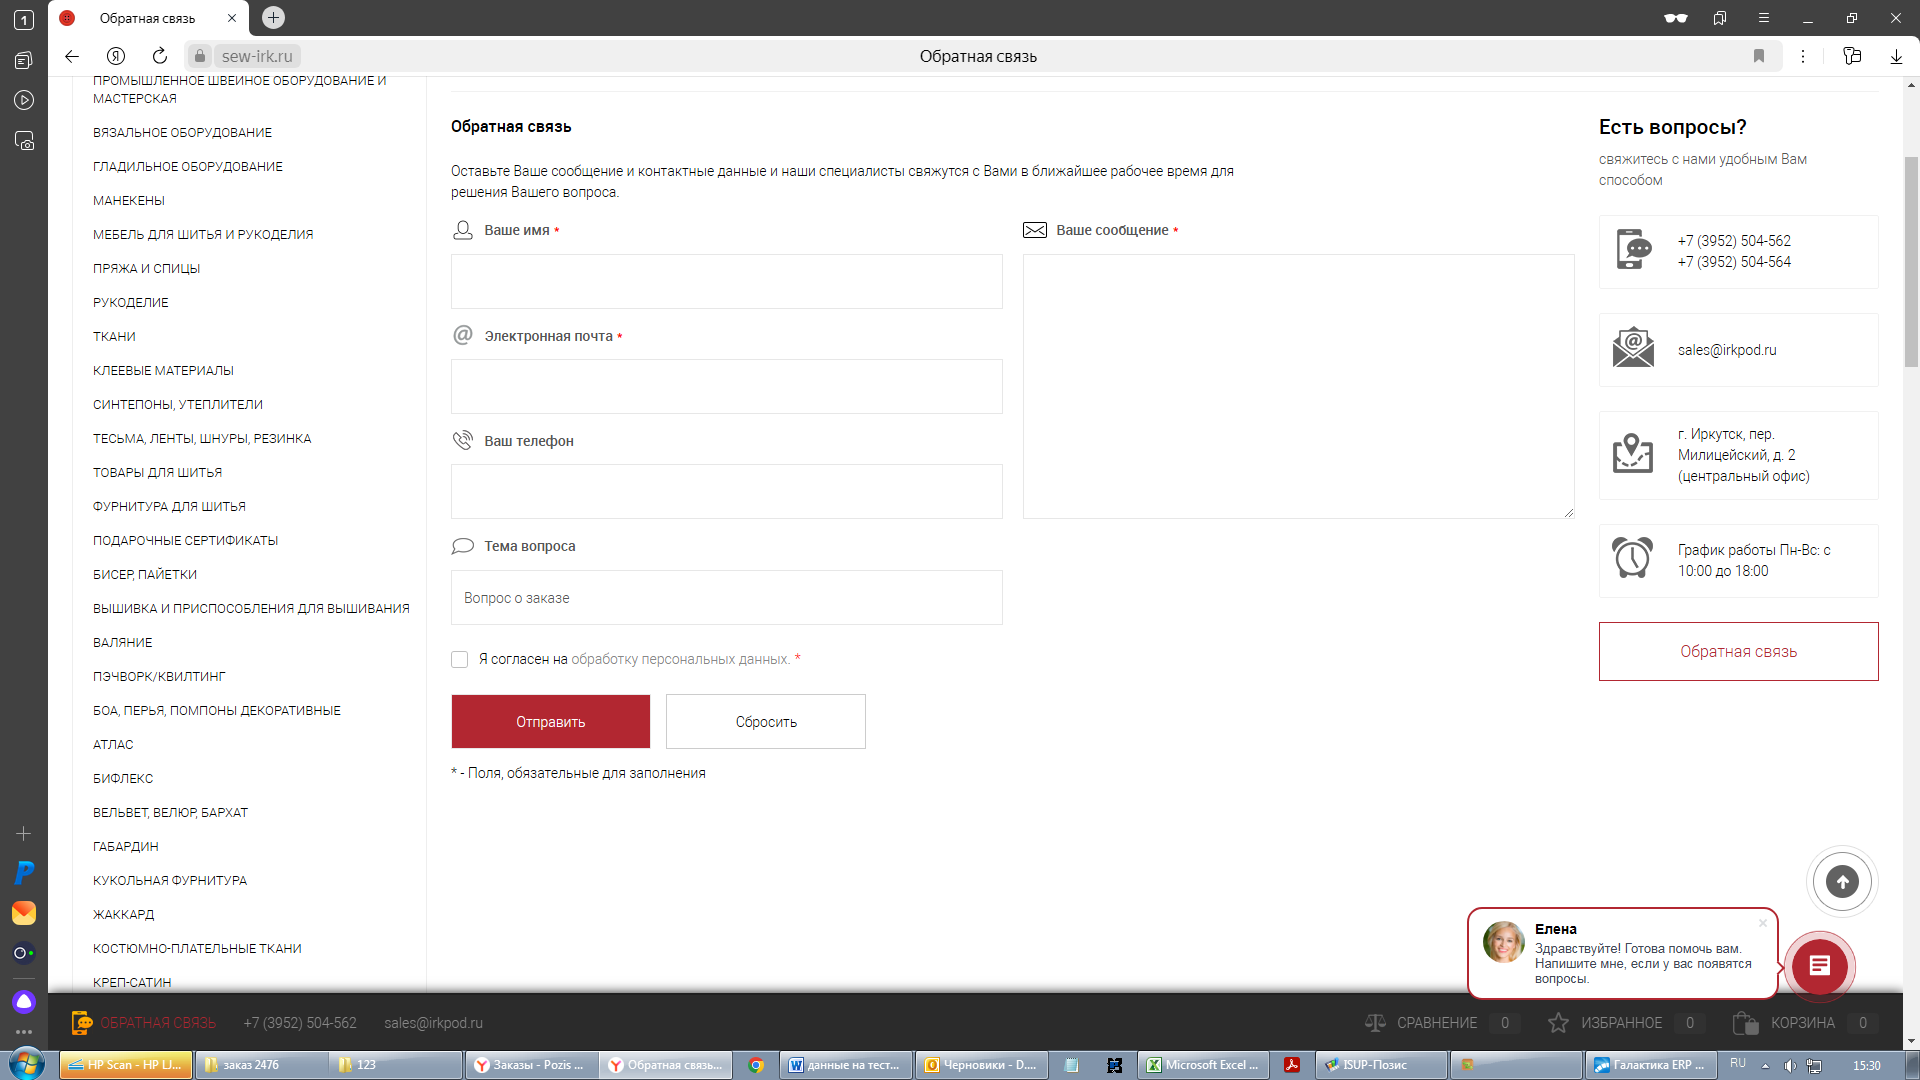 1
Обратная связь
Я
sew-irk.ru
Обратная связь
ПРОМЫШЛЕННОЕ ШВЕЙНОЕ ОБОРУДОВАНИЕ И
МАСТЕРСКАЯ
ВЯЗАЛЬНОЕ ОБОРУДОВАНИЕ
ГЛАДИЛЬНОЕ ОБОРУДОВАНИЕ
МАНЕКЕНЫ
МЕБЕЛЬ ДЛЯ ШИТЬЯ И РУКОДЕЛИЯ
ПРЯЖА И СПИЦЫ
РУКОДЕЛИЕ
ТКАНИ
КЛЕЕВЫЕ МАТЕРИАЛЫ
СИНТЕПОНЫ, УТЕПЛИТЕЛИ
ТЕСЬМА, ЛЕНТЫ, ШНУРЫ, РЕЗИНКА
ТОВАРЫ ДЛЯ ШИТЬЯ
ФУРНИТУРА ДЛЯ ШИТЬЯ
ПОДАРОЧНЫЕ СЕРТИФИКАТЫ
БИСЕР, ПАЙЕТКИ
ВЫШИВКА И ПРИСПОСОБЛЕНИЯ ДЛЯ ВЫШИВАНИЯ
ВАЛЯНИЕ
ПЭЧВОРК/КВИЛТИНГ
БОА, ПЕРЬЯ, ПОМПОНЫ ДЕКОРАТИВНЫЕ
АТЛАС
БИФЛЕКС
ВЕЛЬВЕТ, ВЕЛЮР, БАРХАТ
ГАБАРДИН
КУКОЛЬНАЯ ФУРНИТУРА
ЖАККАРД
КОСТЮМНО-ПЛАТЕЛЬНЫЕ ТКАНИ
КРЕП-САТИН
Обратная связь
Оставьте Ваше сообщение и контактные данные и наши специалисты свяжутся с Вами в ближайшее рабочее время для
решения Вашего вопроса.
Ваше имя *
Электронная почта *
Ваш телефон
Тема вопроса
Вопрос о заказе
Ваше сообщение *
Я согласен на обработку персональных данных. *
Отправить
Сбросить
* - Поля, обязательные для заполнения
Есть вопросы?
свяжитесь с нами удобным Вам
способом
+7 (3952) 504-562
+7 (3952) 504-564
sales@irkpod.ru
г. Иркутск, пер.
Милицейский, д. 2
(центральный офис)
График работы Пн-Вс: с
10:00 до 18:00
Обратная связь
Елена
Здравствуйте! Готова помочь вам.
Напишите мне, если у вас появятся
вопросы.
ОБРАТНАЯ СВЯЗЬ
+7 (3952) 504-562
sales@irkpod.ru
СРАВНЕНИЕ 0
ИЗБРАННОЕ 0
КОРЗИНА 0
HP Scan - HP LJ...
заказ 2476
123
Заказы - Pozis ...
Обратная связь...
данные на тест...
Черновики - D....
Microsoft Excel ...
ISUP-Позис
Галактика ERP ...
RU
15:30